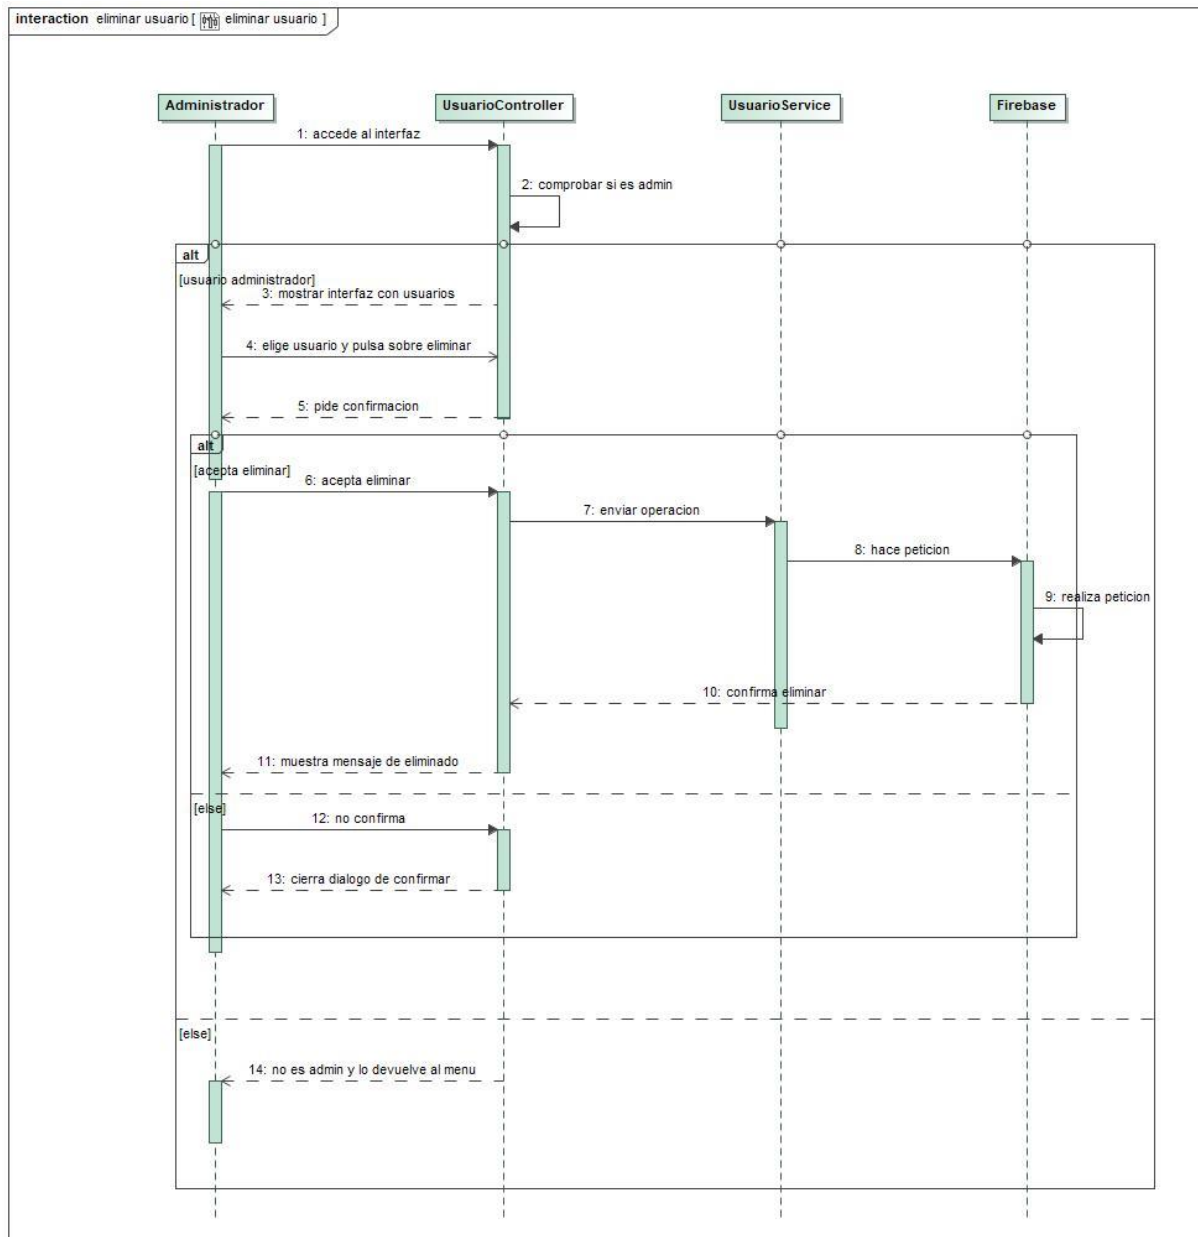 interaction eliminar usuario [ eliminar usuario ]
Administrador UsuarioController UsuarioService Firebase
1: accede al interfaz
2: comprobar si es admin
alt
[usuario administrador]
3: mostrar interfaz con usuarios
4: elige usuario y pulsa sobre eliminar
5: pide confirmacion
alt
[acepta eliminar]
6: acepta eliminar
7: enviar operacion
8: hace peticion
9: realiza peticion
10: confirma eliminar
11: muestra mensaje de eliminado
[else]
12: no confirma
13: cierra dialogo de confirmar
[else]
14: no es admin y lo devuelve al menu